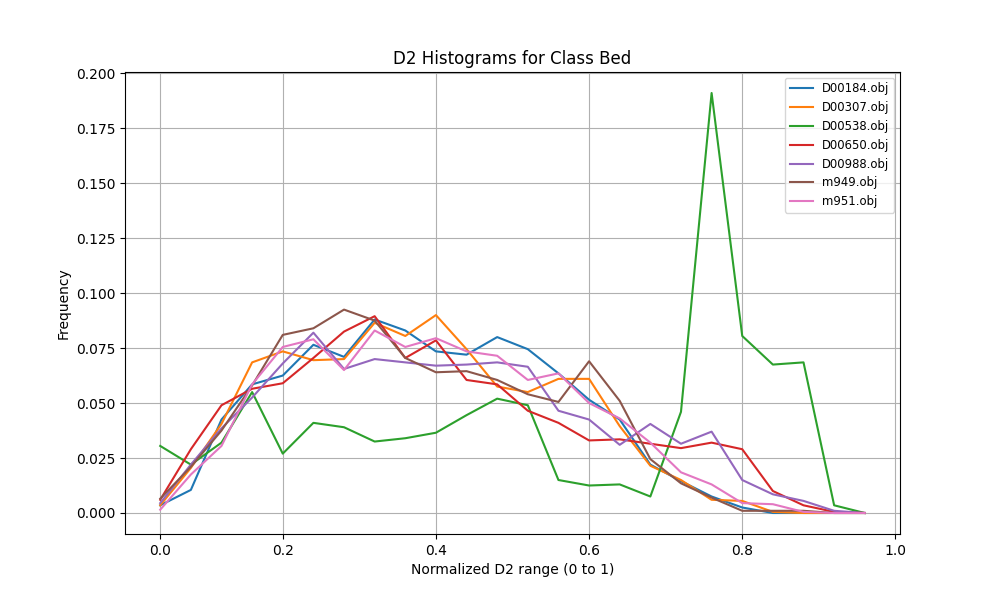 D2 Histograms for Class Bed
0.200
0.175
0.150
0.125
0.100
0.075
0.050
0.025
0.000
Frequency
D00184.obj
D00307.obj
D00538.obj
D00650.obj
D00988.obj
m949.obj
m951.obj
0.0 0.2 0.4 0.6 0.8 1.0
Normalized D2 range (0 to 1)